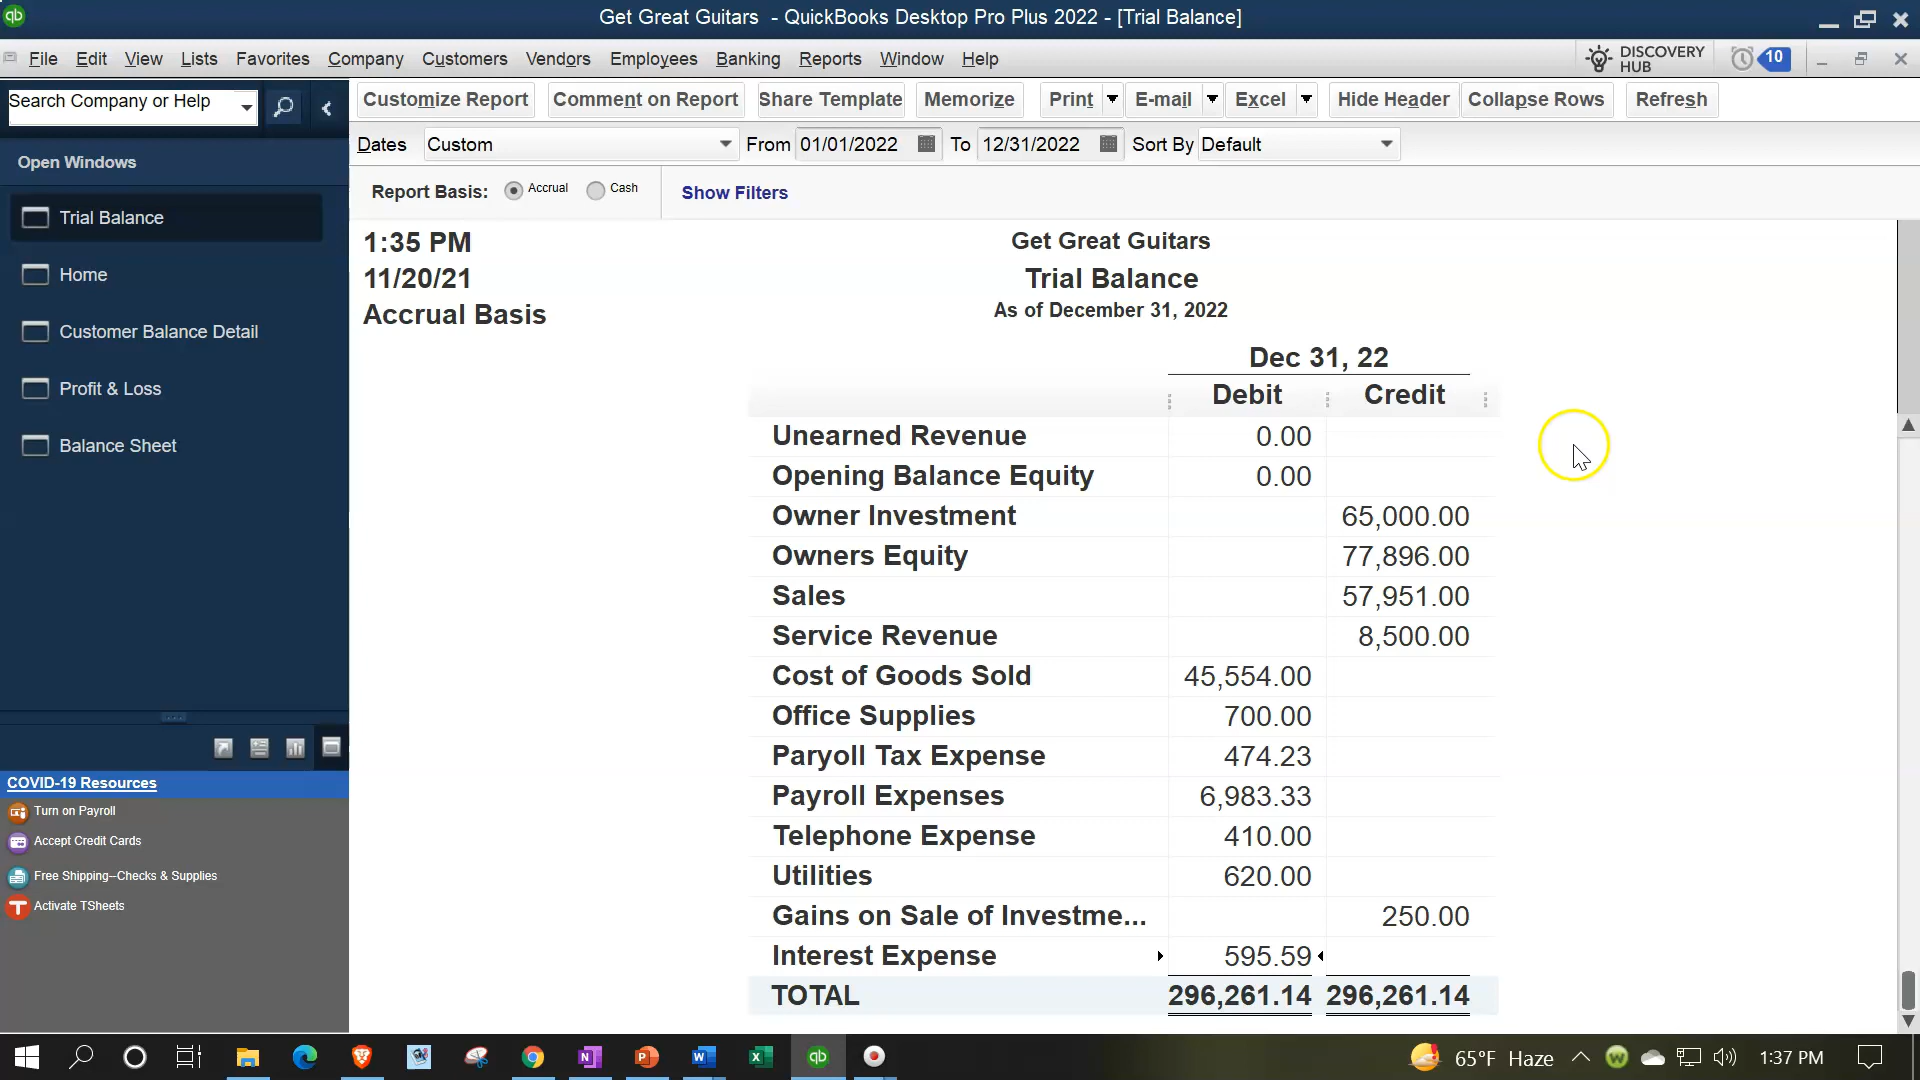 qb Get Great Guitars - QuickBooks Desktop Pro Plus 2022 - [Trial Balance]
File Edit View Lists Favorites Company Customers Vendors Employees Banking Reports Window Help DISCOVERY HUB 10
Search Company or Help
Customize Report Comment on Report Share Template Memorize Print E-mail Excel Hide Header Collapse Rows Refresh
Dates Custom From 01/01/2022 To 12/31/2022 Sort By Default
Report Basis: Accrual Cash Show Filters
Open Windows
Trial Balance
Home
Customer Balance Detail
Profit & Loss
Balance Sheet
COVID-19 Resources
Turn on Payroll
Accept Credit Cards
Free Shipping--Checks & Supplies
T Activate TSheets
1:35 PM
11/20/21
Accrual Basis
Get Great Guitars
Trial Balance
As of December 31, 2022
Dec 31, 22
Debit Credit
Unearned Revenue 0.00
Opening Balance Equity 0.00
Owner Investment 65,000.00
Owners Equity 77,896.00
Sales 57,951.00
Service Revenue 8,500.00
Cost of Goods Sold 45,554.00
Office Supplies 700.00
Paryoll Tax Expense 474.23
Payroll Expenses 6,983.33
Telephone Expense 410.00
Utilities 620.00
Gains on Sale of Investme... 250.00
Interest Expense 595.59
TOTAL 296,261.14 296,261.14
N P W X qb W 65°F Haze 1:37 PM